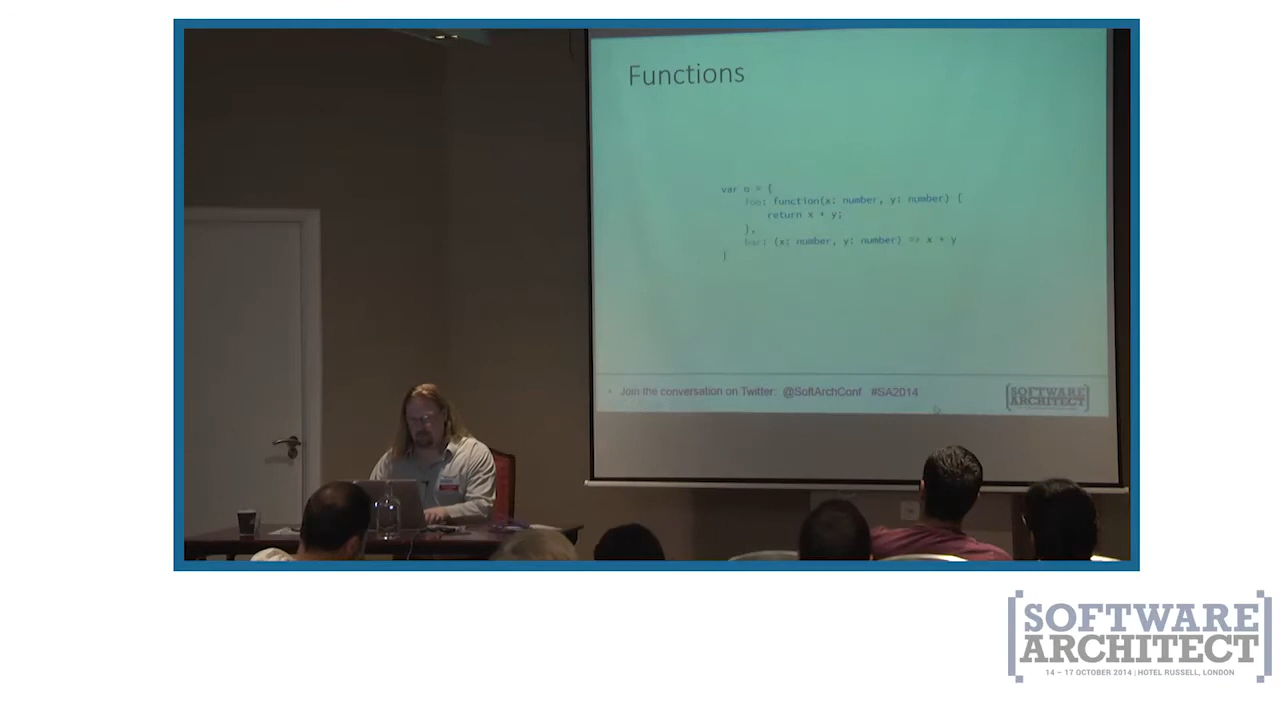 Functions
var o = {
foo: function(x: number, y: number) {
return x + y;
},
bar: (x: number, y: number) => x + y
}
• Join the conversation on Twitter: @SoftArchConf #SA2014
[SOFTWARE
ARCHITECT]
[SOFTWARE
ARCHITECT]
14 – 17 OCTOBER 2014 | HOTEL RUSSELL, LONDON